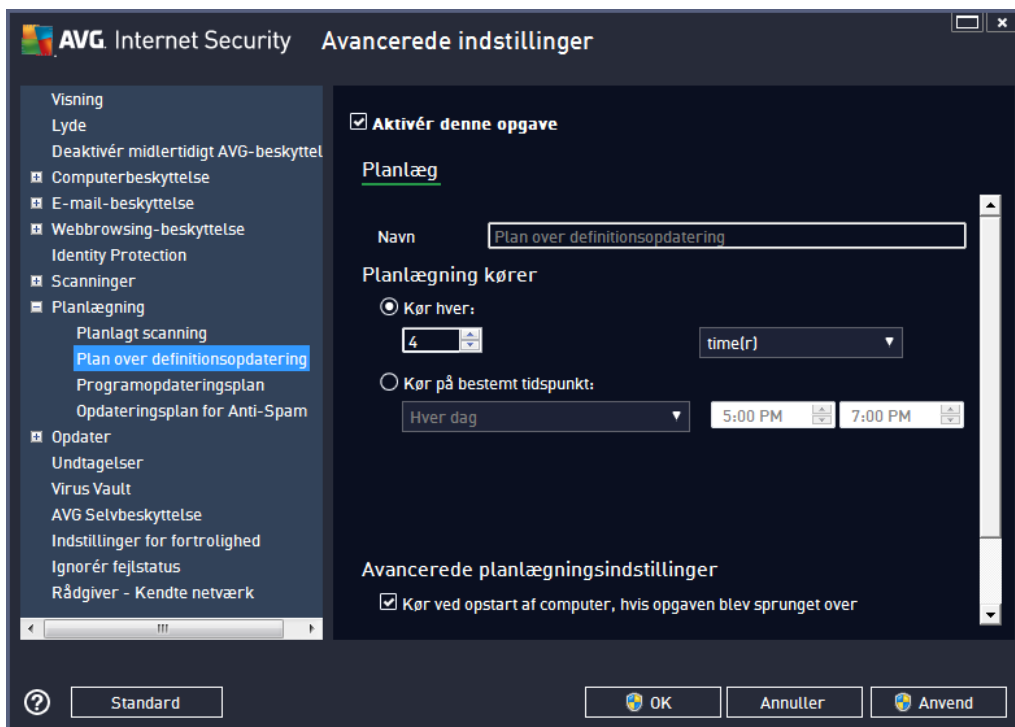 AVG. Internet Security Avancerede indstillinger
Visning
Lyde
Deaktivér midlertidigt AVG-beskyttel
Computerbeskyttelse
E-mail-beskyttelse
Webbrowsing-beskyttelse
Identity Protection
Scanninger
Planlægning
Planlagt scanning
Plan over definitionsopdatering
Programopdateringsplan
Opdateringsplan for Anti-Spam
Opdater
Undtagelser
Virus Vault
AVG Selvbeskyttelse
Indstillinger for fortrolighed
Ignorér fejlstatus
Rådgiver - Kendte netværk
Aktivér denne opgave
Planlæg
Navn Plan over definitionsopdatering
Planlægning kører
Kør hver:
4 time(r)
Kør på bestemt tidspunkt:
Hver dag 5:00 PM 7:00 PM
Avancerede planlægningsindstillinger
Kør ved opstart af computer, hvis opgaven blev sprunget over
? Standard OK Annuller Anvend